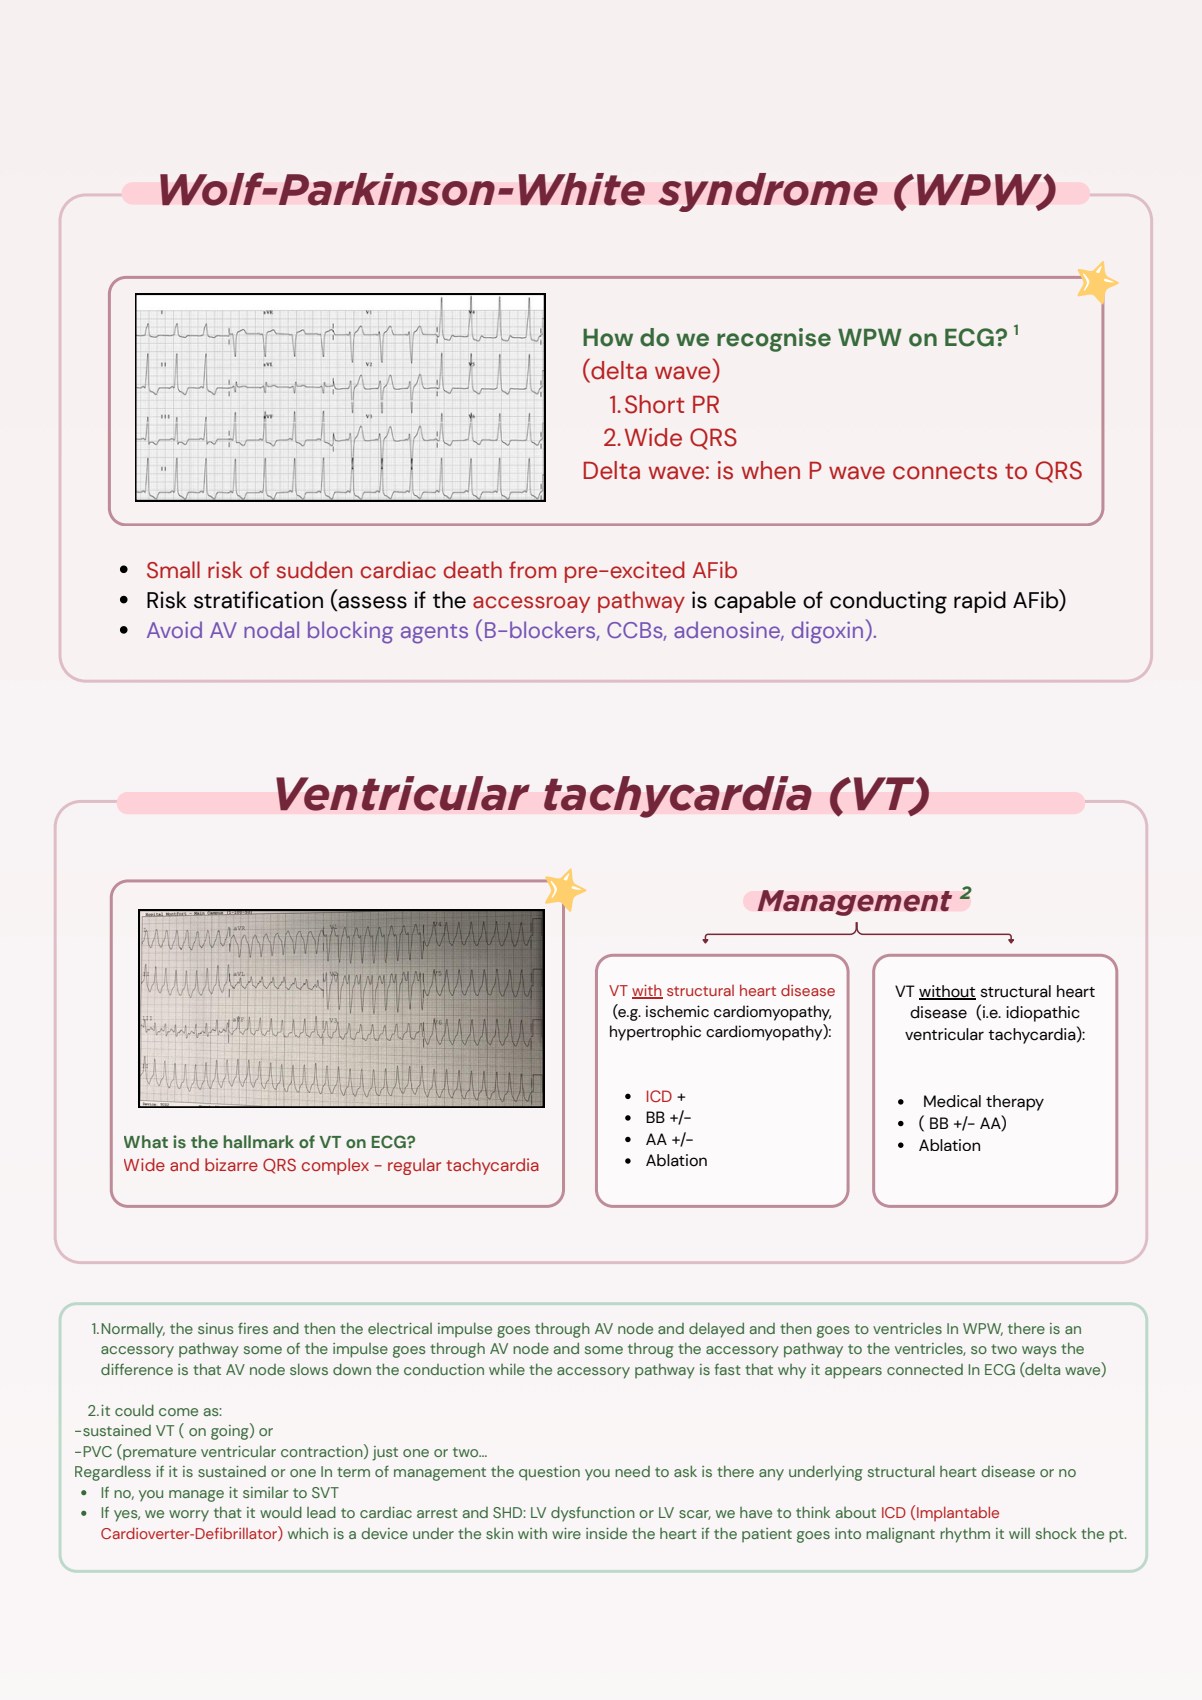 Wolf-Parkinson-White syndrome (WPW)
I
aVR
V1
V4
II
aVL
V5
III
aVF
V3
V6
II
How do we recognise WPW on ECG? 1
(delta wave)
1. Short PR
2. Wide QRS
Delta wave: is when P wave connects to QRS
• Small risk of sudden cardiac death from pre-excited AFib
• Risk stratification (assess if the accessroay pathway is capable of conducting rapid AFib)
• Avoid AV nodal blocking agents (B-blockers, CCBs, adenosine, digoxin).
Ventricular tachycardia (VT)
What is the hallmark of VT on ECG?
Wide and bizarre QRS complex - regular tachycardia
Management 2
VT with structural heart disease
(e.g. ischemic cardiomyopathy,
hypertrophic cardiomyopathy):
• ICD +
• BB +/-
• AA +/-
• Ablation
VT without structural heart
disease (i.e. idiopathic
ventricular tachycardia):
• Medical therapy
• ( BB +/- AA)
• Ablation
1. Normally, the sinus fires and then the electrical impulse goes through AV node and delayed and then goes to ventricles In WPW, there is an
accessory pathway some of the impulse goes through AV node and some throug the accessory pathway to the ventricles, so two ways the
difference is that AV node slows down the conduction while the accessory pathway is fast that why it appears connected In ECG (delta wave)
2. it could come as:
-sustained VT ( on going) or
-PVC (premature ventricular contraction) just one or two...
Regardless if it is sustained or one In term of management the question you need to ask is there any underlying structural heart disease or no
• If no, you manage it similar to SVT
• If yes, we worry that it would lead to cardiac arrest and SHD: LV dysfunction or LV scar, we have to think about ICD (Implantable
Cardioverter-Defibrillator) which is a device under the skin with wire inside the heart if the patient goes into malignant rhythm it will shock the pt.